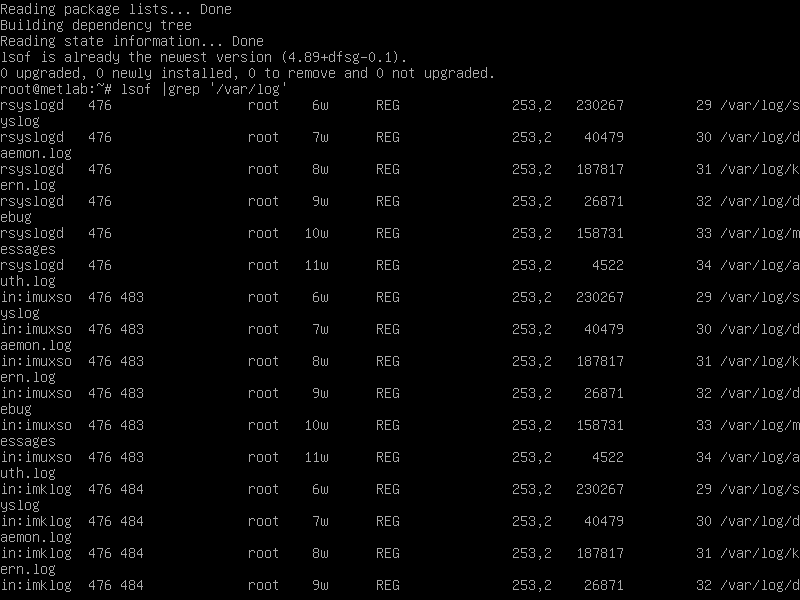 Reading package lists... Done
Building dependency tree
Reading state information... Done
lsof is already the newest version (4.89+dfsg-0.1).
0 upgraded, 0 newly installed, 0 to remove and 0 not upgraded.
root@metlab:~# lsof |grep '/var/log'
rsyslogd   476                 root    6w      REG              253,2   230267         29 /var/log/s
yslog
rsyslogd   476                 root    7w      REG              253,2    40479         30 /var/log/d
aemon.log
rsyslogd   476                 root    8w      REG              253,2   187817         31 /var/log/k
ern.log
rsyslogd   476                 root    9w      REG              253,2    26871         32 /var/log/d
ebug
rsyslogd   476                 root   10w      REG              253,2   158731         33 /var/log/m
essages
rsyslogd   476                 root   11w      REG              253,2     4522         34 /var/log/a
uth.log
in:imuxso  476 483             root    6w      REG              253,2   230267         29 /var/log/s
yslog
in:imuxso  476 483             root    7w      REG              253,2    40479         30 /var/log/d
aemon.log
in:imuxso  476 483             root    8w      REG              253,2   187817         31 /var/log/k
ern.log
in:imuxso  476 483             root    9w      REG              253,2    26871         32 /var/log/d
ebug
in:imuxso  476 483             root   10w      REG              253,2   158731         33 /var/log/m
essages
in:imuxso  476 483             root   11w      REG              253,2     4522         34 /var/log/a
uth.log
in:imklog  476 484             root    6w      REG              253,2   230267         29 /var/log/s
yslog
in:imklog  476 484             root    7w      REG              253,2    40479         30 /var/log/d
aemon.log
in:imklog  476 484             root    8w      REG              253,2   187817         31 /var/log/k
ern.log
in:imklog  476 484             root    9w      REG              253,2    26871         32 /var/log/d